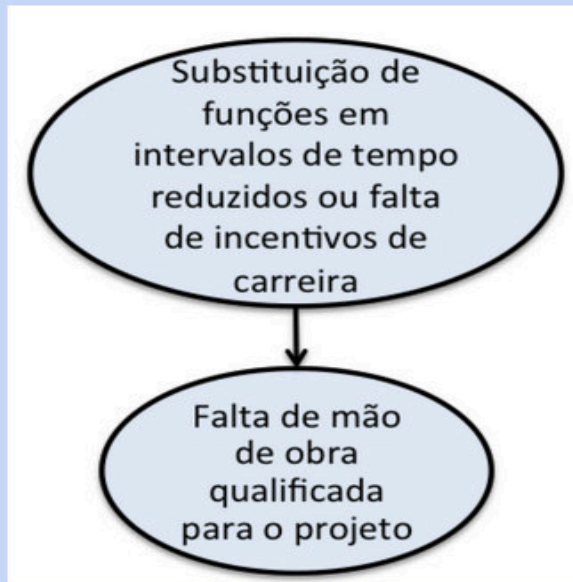 Substituição de
funções em
intervalos de tempo
reduzidos ou falta
de incentivos de
carreira
Falta de mão
de obra
qualificada
para o projeto